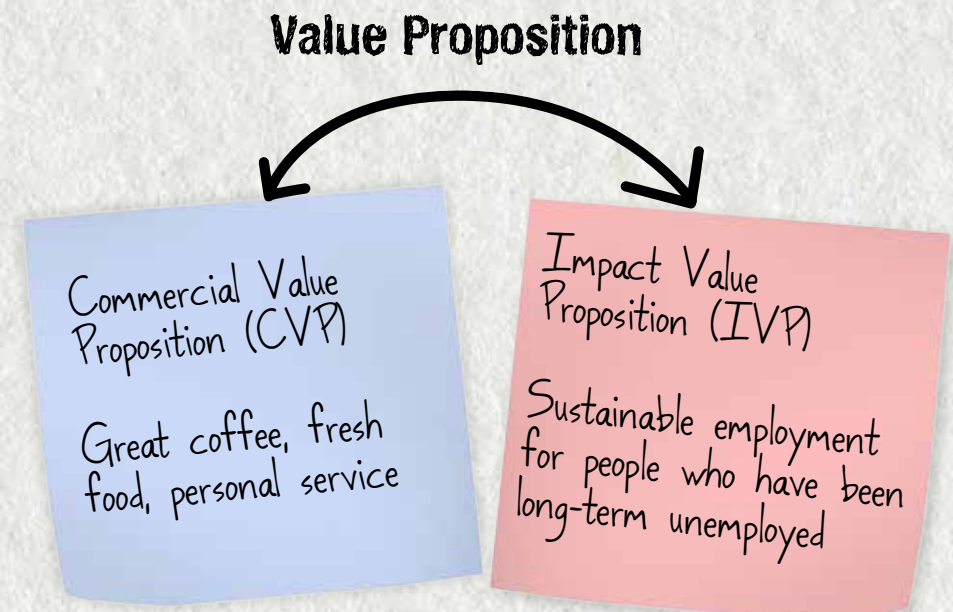 Value Proposition
Commercial Value
Proposition (CVP)
Great coffee, fresh
food, personal service
Impact Value
Proposition (IVP)
Sustainable employment
for people who have been
long-term unemployed